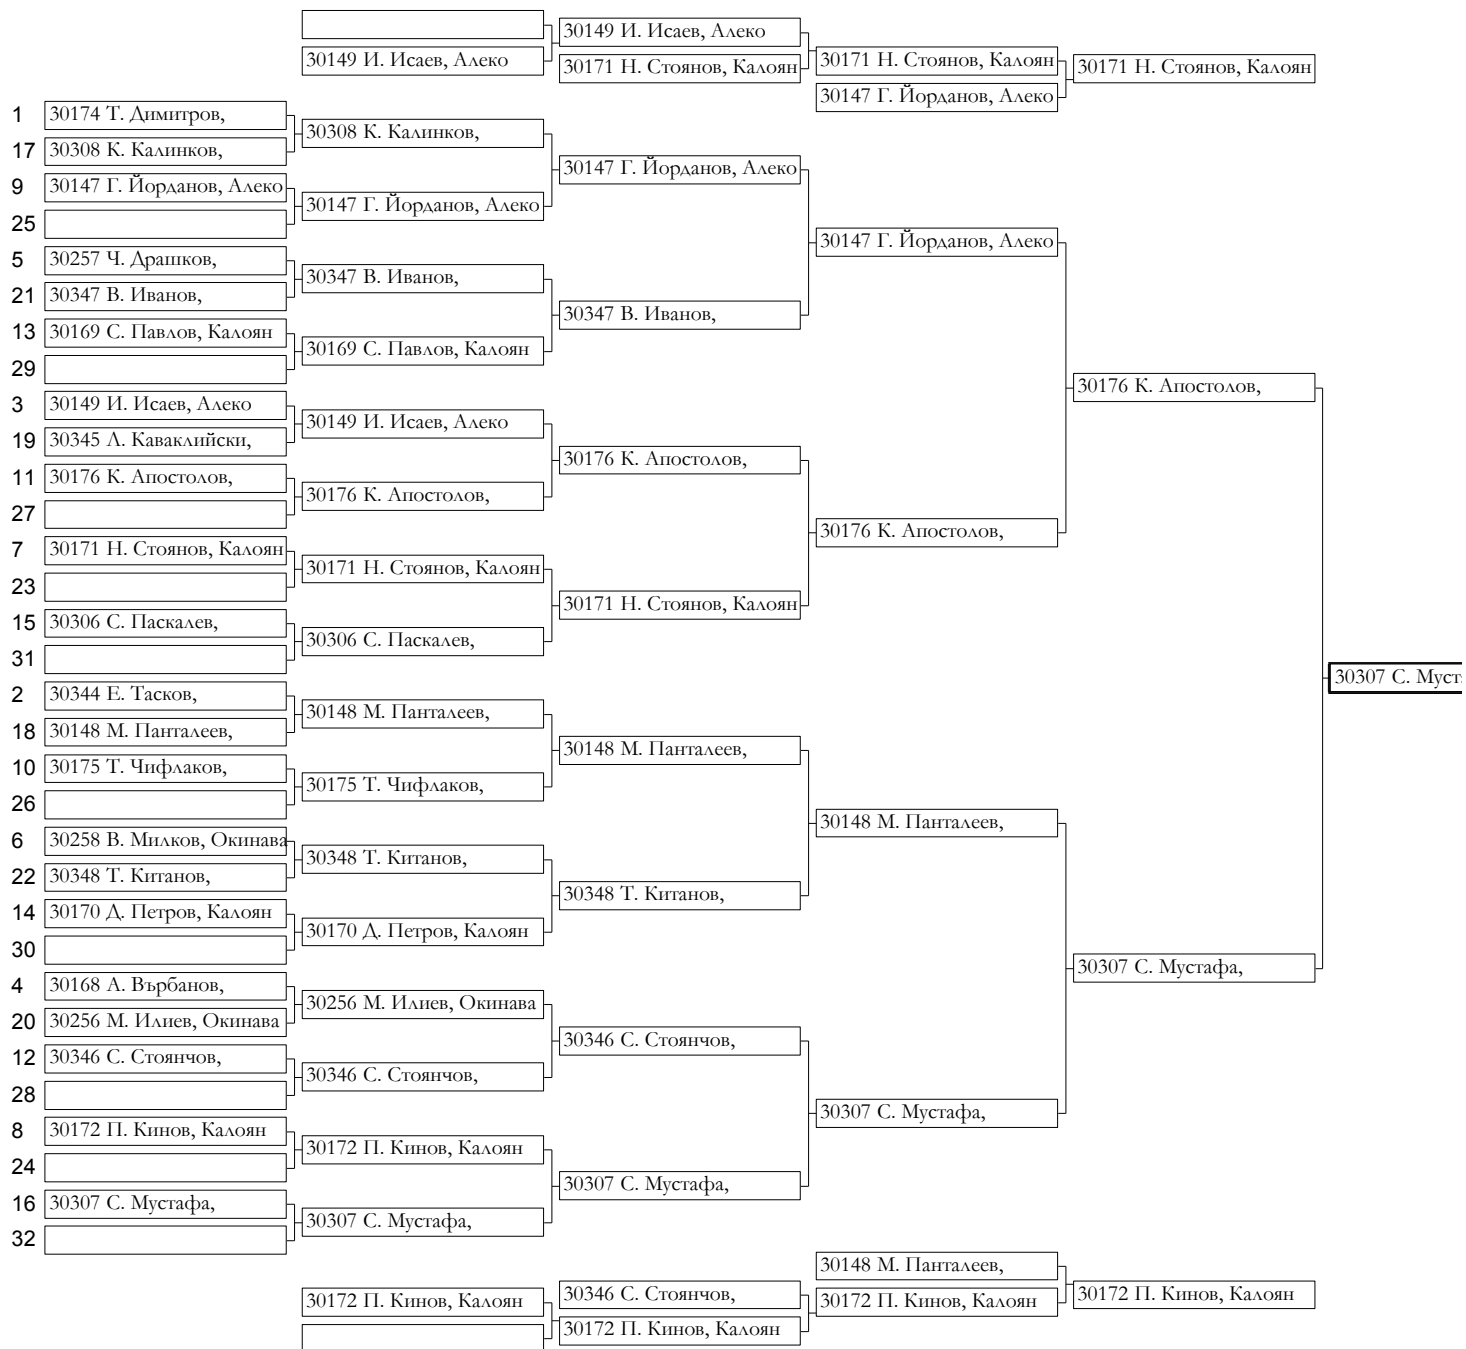 30149 И. Исаев, Алеко
30149 И. Исаев, Алеко
30171 Н. Стоянов, Калоян
30171 Н. Стоянов, Калоян
30147 Г. Йорданов, Алеко
30171 Н. Стоянов, Калоян
1 30174 Т. Димитров,
17 30308 К. Калинков,
9 30147 Г. Йорданов, Алеко
25
5 30257 Ч. Драшков,
21 30347 В. Иванов,
13 30169 С. Павлов, Калоян
29
3 30149 И. Исаев, Алеко
19 30345 Л. Каваклийски,
11 30176 К. Апостолов,
27
7 30171 Н. Стоянов, Калоян
23
15 30306 С. Паскалев,
31
2 30344 Е. Тасков,
18 30148 М. Панталеев,
10 30175 Т. Чифлаков,
26
6 30258 В. Милков, Окинава
22 30348 Т. Китанов,
14 30170 Д. Петров, Калоян
30
4 30168 А. Върбанов,
20 30256 М. Илиев, Окинава
12 30346 С. Стоянчов,
28
8 30172 П. Кинов, Калоян
24
16 30307 С. Мустафа,
32
30308 К. Калинков,
30147 Г. Йорданов, Алеко
30347 В. Иванов,
30169 С. Павлов, Калоян
30149 И. Исаев, Алеко
30176 К. Апостолов,
30171 Н. Стоянов, Калоян
30306 С. Паскалев,
30148 М. Панталеев,
30175 Т. Чифлаков,
30348 Т. Китанов,
30170 Д. Петров, Калоян
30256 М. Илиев, Окинава
30346 С. Стоянчов,
30172 П. Кинов, Калоян
30307 С. Мустафа,
30147 Г. Йорданов, Алеко
30347 В. Иванов,
30176 К. Апостолов,
30171 Н. Стоянов, Калоян
30148 М. Панталеев,
30348 Т. Китанов,
30346 С. Стоянчов,
30307 С. Мустафа,
30147 Г. Йорданов, Алеко
30176 К. Апостолов,
30148 М. Панталеев,
30307 С. Мустафа,
30176 К. Апостолов,
30307 С. Мустафа,
30307 С.
30172 П. Кинов, Калоян
30346 С. Стоянчов,
30172 П. Кинов, Калоян
30148 М. Панталеев,
30172 П. Кинов, Калоян
30172 П. Кинов, Калоян